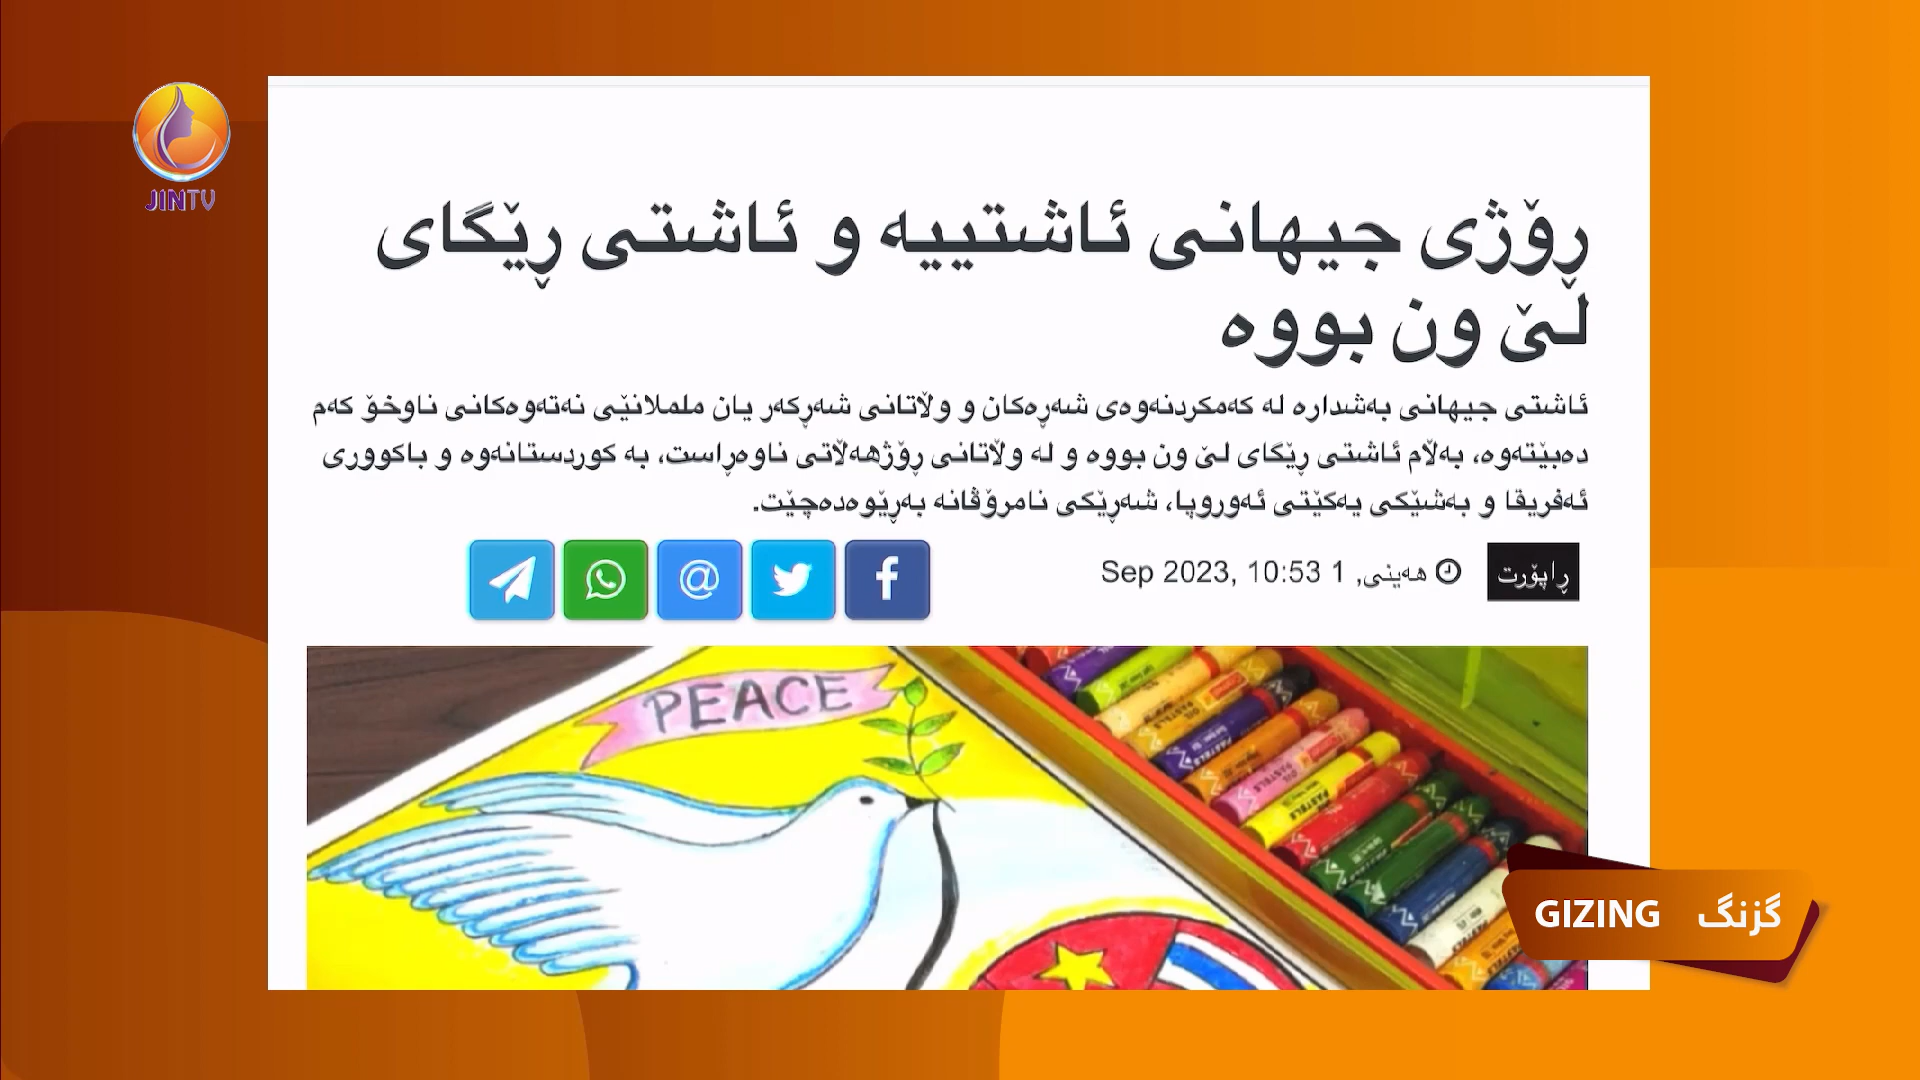 JINTV
ڕۆژی جیهانی ئاشتییە و ئاشتی ڕێگای
لێ ون بووە
ئاشتی جیهانی بەشدارە لە کەمکردنەوەی شەڕەکان و وڵاتانی شەڕکەر یان ململانێی نەتەوەکانی ناوخۆ کەم
دەبێتەوە، بەڵام ئاشتی ڕێگای لێ ون بووە و لە وڵاتانی ڕۆژهەڵاتی ناوەڕاست، بە کوردستانەوە و باکووری
ئەفریقا و بەشێکی یەکێتی ئەوروپا، شەڕێکی نامرۆڤانە بەڕێوەدەچێت.
ڕاپۆرت
هەینی, 1 Sep 2023, 10:53
PEACE
GIZING گزنگ